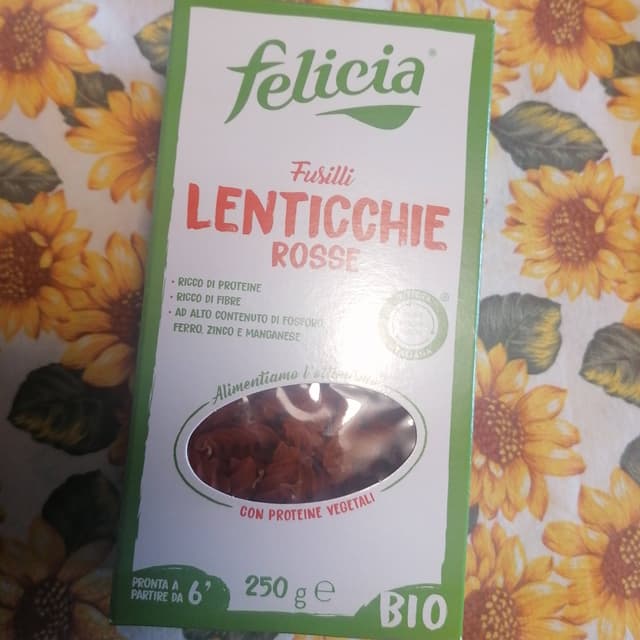 felicia
Fusilli
LENTICCHIE
ROSSE
• RICCO DI PROTEINE
• RICCO DI FIBRE
• AD ALTO CONTENUTO DI FOSFORO,
FERRO, ZINCO E MANGANESE
Alimentiamo
CON PROTEINE VEGETALI
PRONTA A
PARTIRE DA 6'
250 g e
BIO